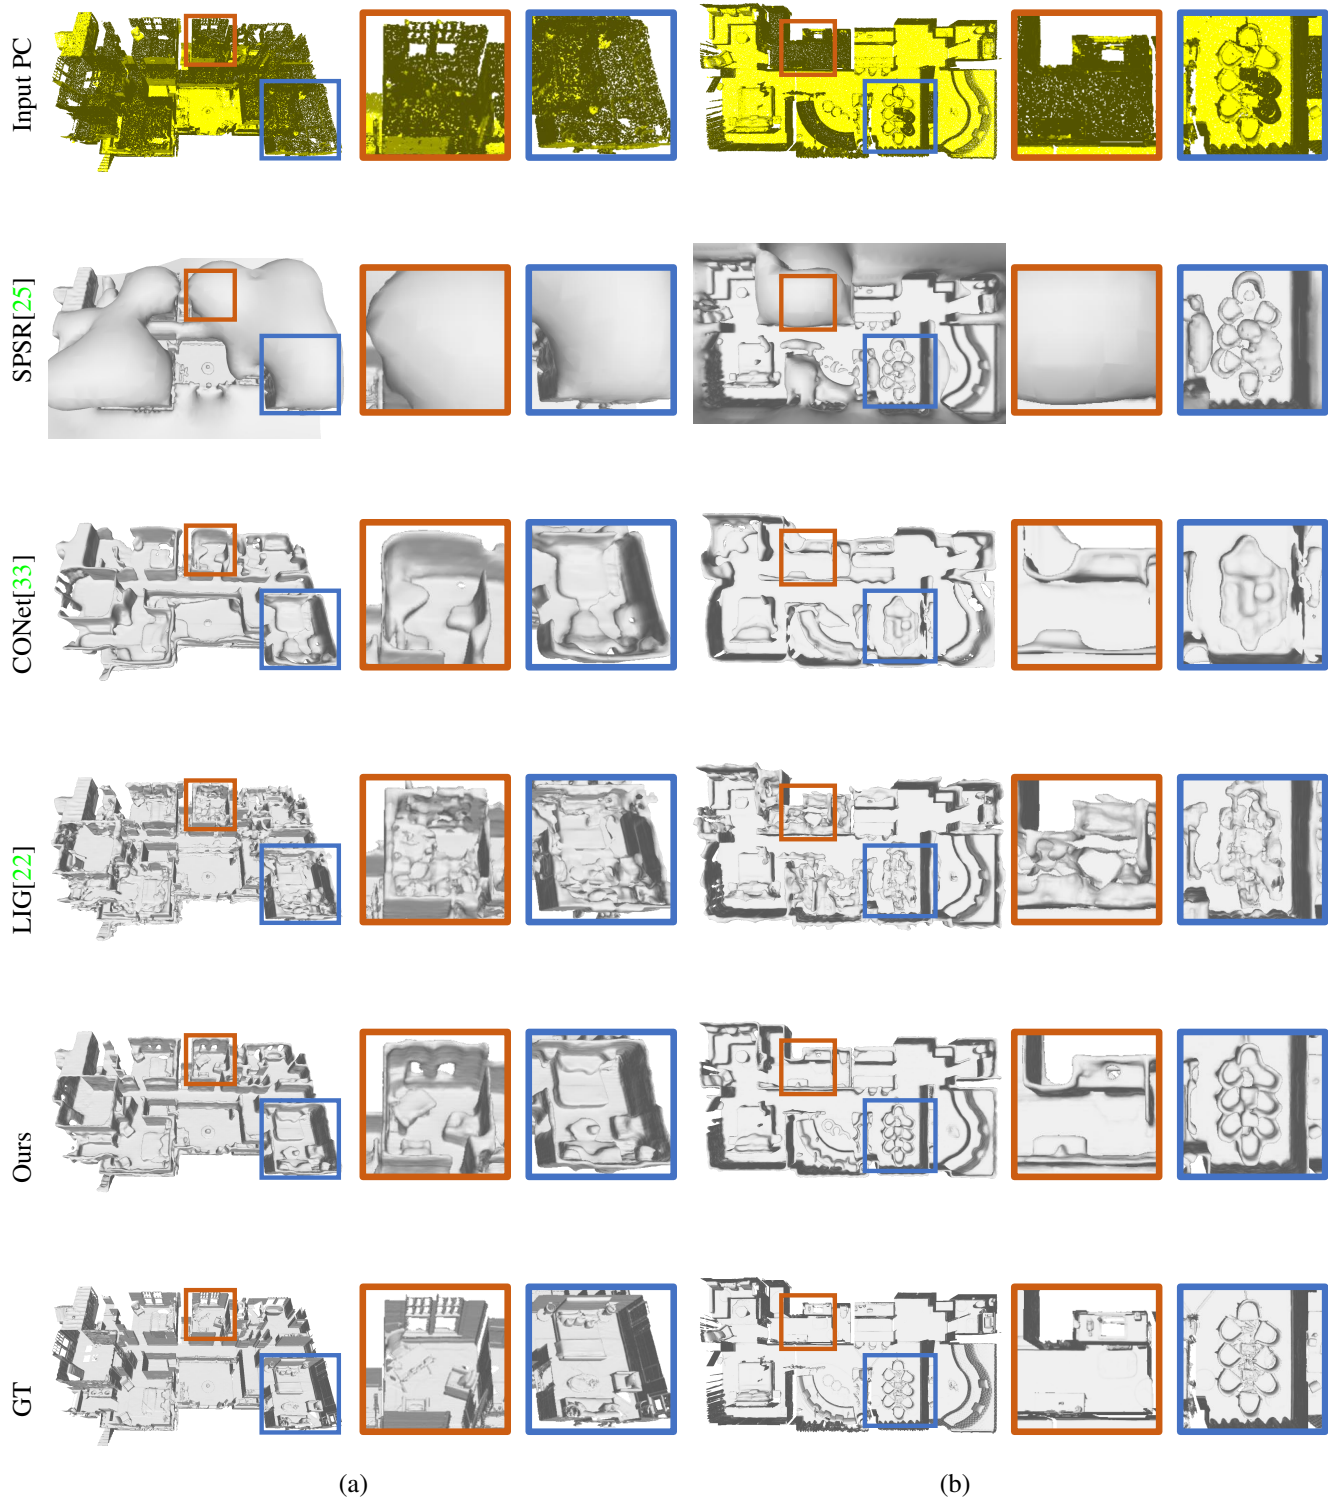 Input PC
SPSR[25]
CONet[33]
LIG[22]
Ours
GT
(a)
(b)